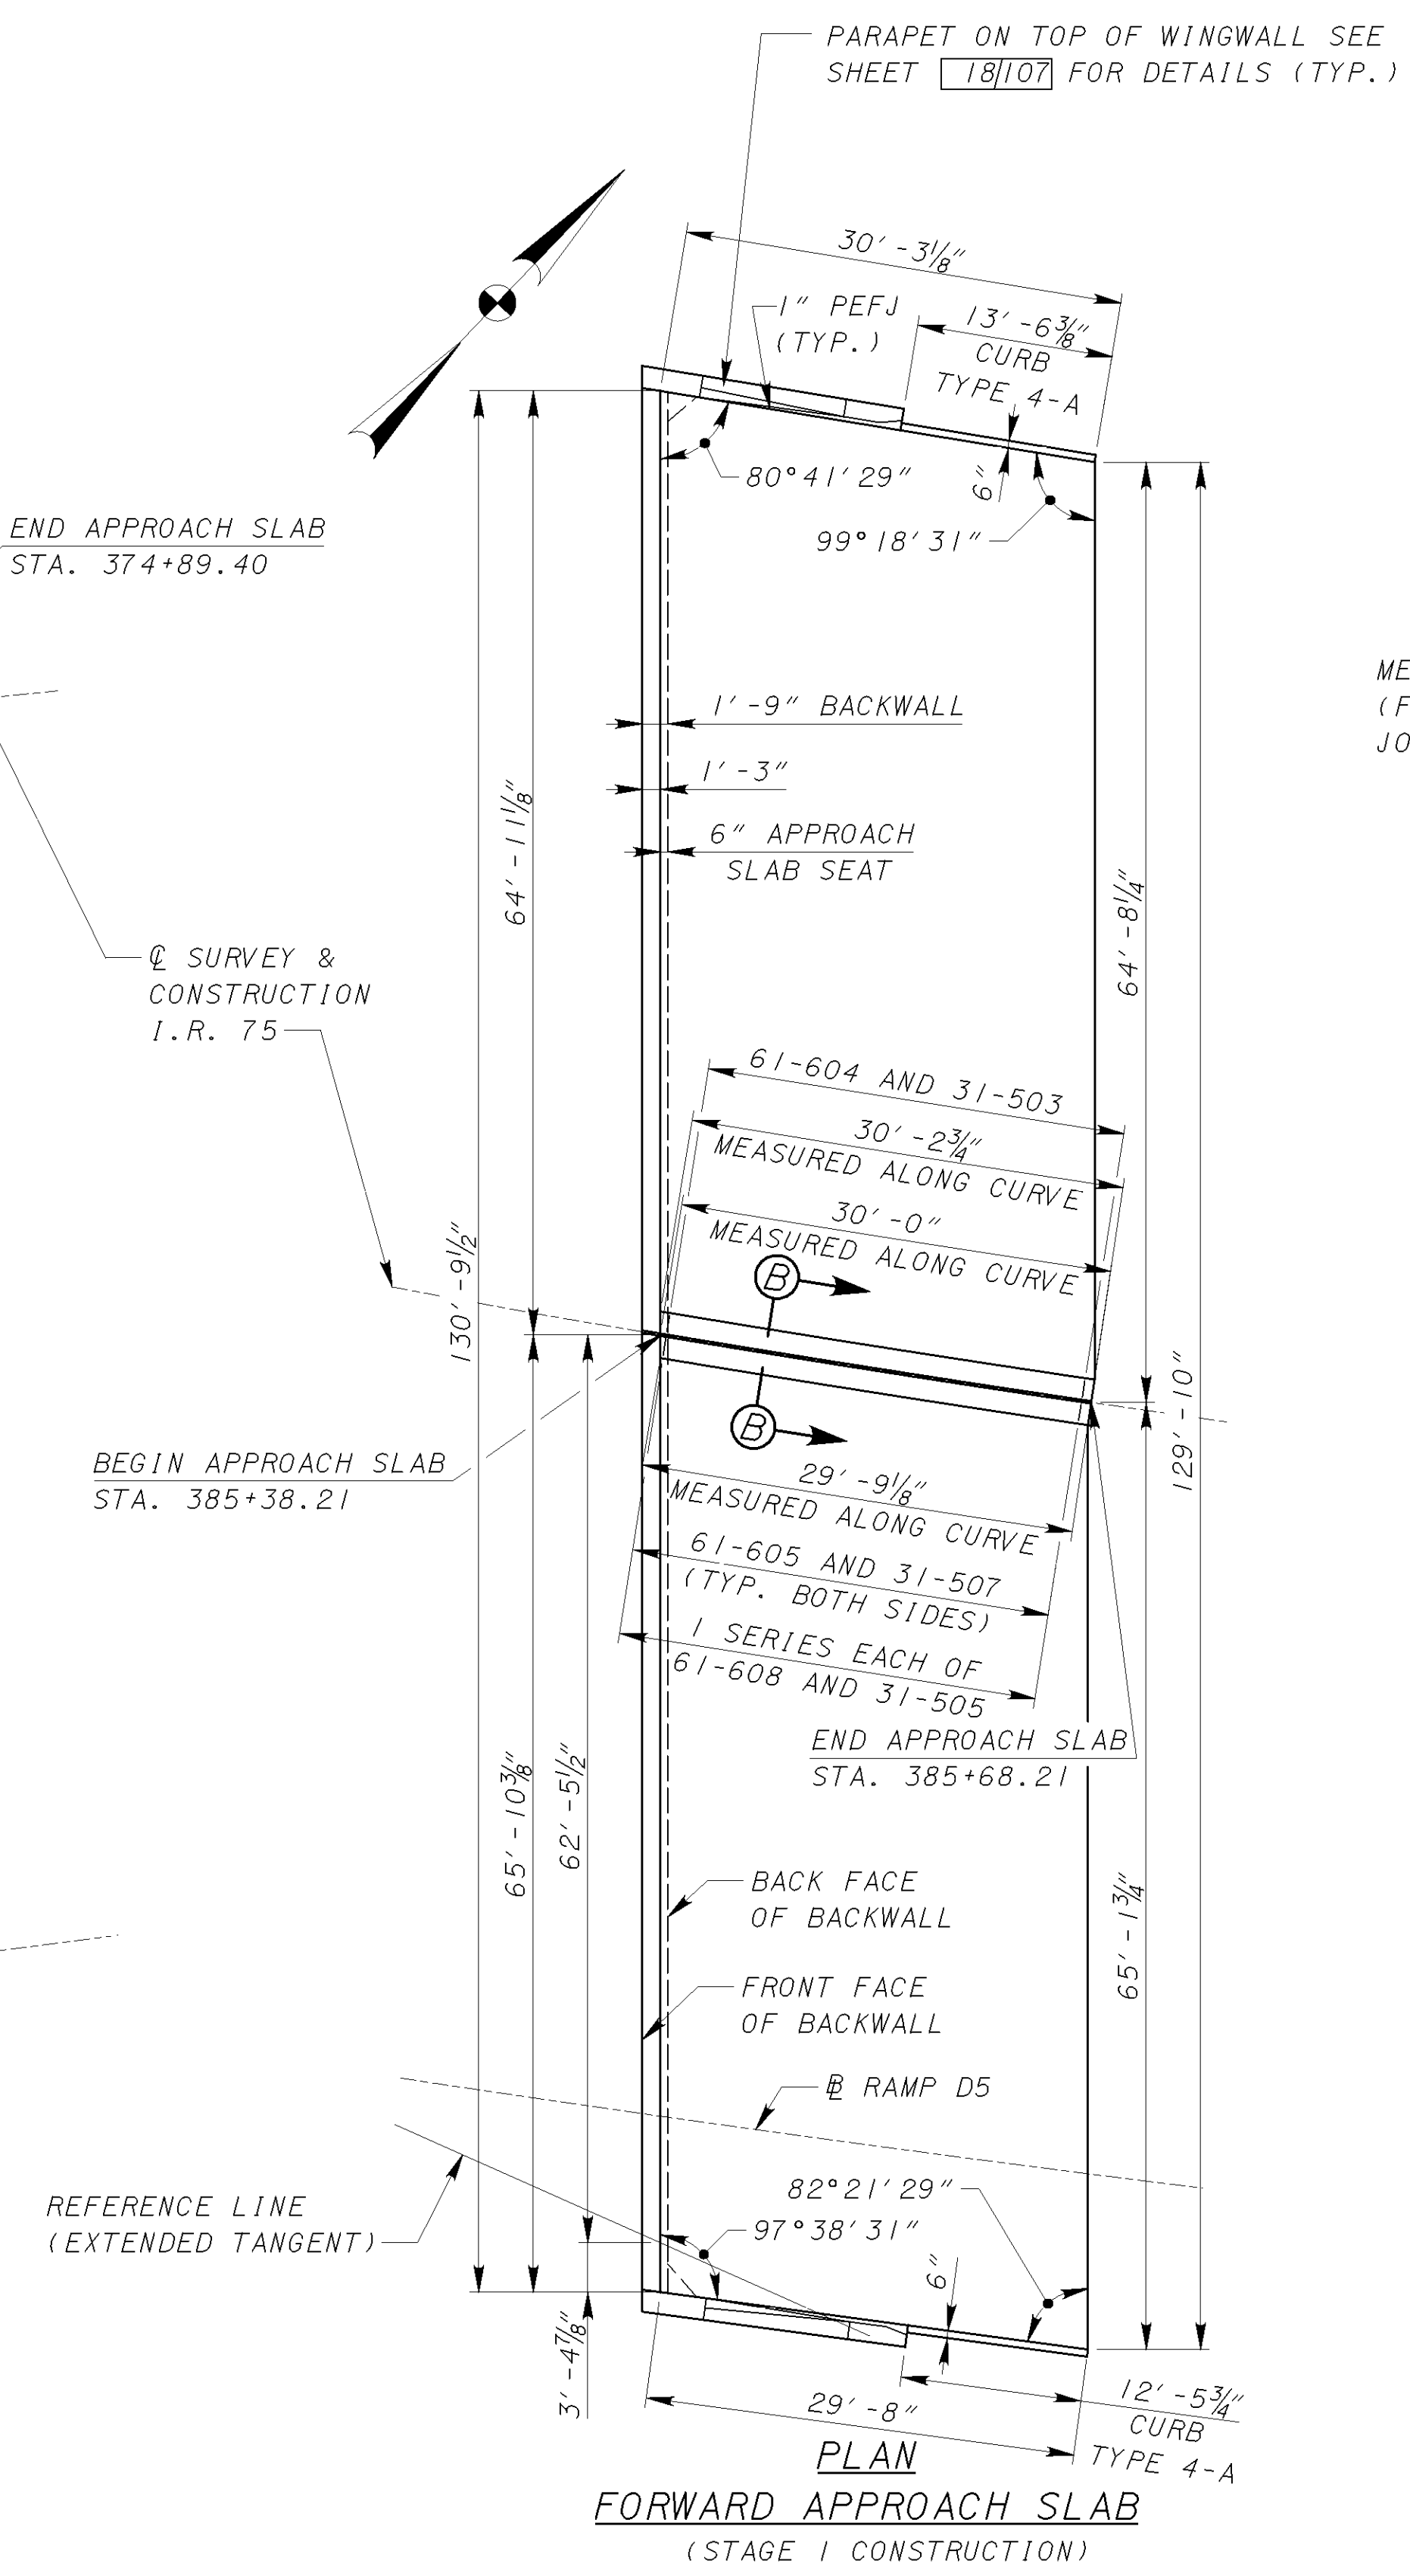 PARAPET ON TOP OF WINGWALL SEE
SHEET 18/107 FOR DETAILS (TYP.)
30'-3 1/8"
1" PEFJ
(TYP.)
13'-6 3/8"
CURB
TYPE 4-A
80°41'29"
6"
99°18'31"
END APPROACH SLAB
STA. 374+89.40
ME
(F
JO
1'-9" BACKWALL
1'-3"
6" APPROACH
SLAB SEAT
64'-11 1/8"
64'-8 1/4"
℄ SURVEY &
CONSTRUCTION
I.R. 75
61-604 AND 31-503
30'-2 3/4"
MEASURED ALONG CURVE
30'-0"
MEASURED ALONG CURVE
B
B
130'-9 1/2"
129'-10"
BEGIN APPROACH SLAB
STA. 385+38.21
29'-9 1/8"
MEASURED ALONG CURVE
61-605 AND 31-507
(TYP. BOTH SIDES)
1 SERIES EACH OF
61-608 AND 31-505
END APPROACH SLAB
STA. 385+68.21
65'-10 3/8"
62'-5 1/2"
65'-1 3/4"
BACK FACE
OF BACKWALL
FRONT FACE
OF BACKWALL
BL RAMP D5
REFERENCE LINE
(EXTENDED TANGENT)
82°21'29"
97°38'31"
6"
3'-4 7/8"
29'-8"
12'-5 3/4"
CURB
TYPE 4-A
PLAN
FORWARD APPROACH SLAB
(STAGE 1 CONSTRUCTION)